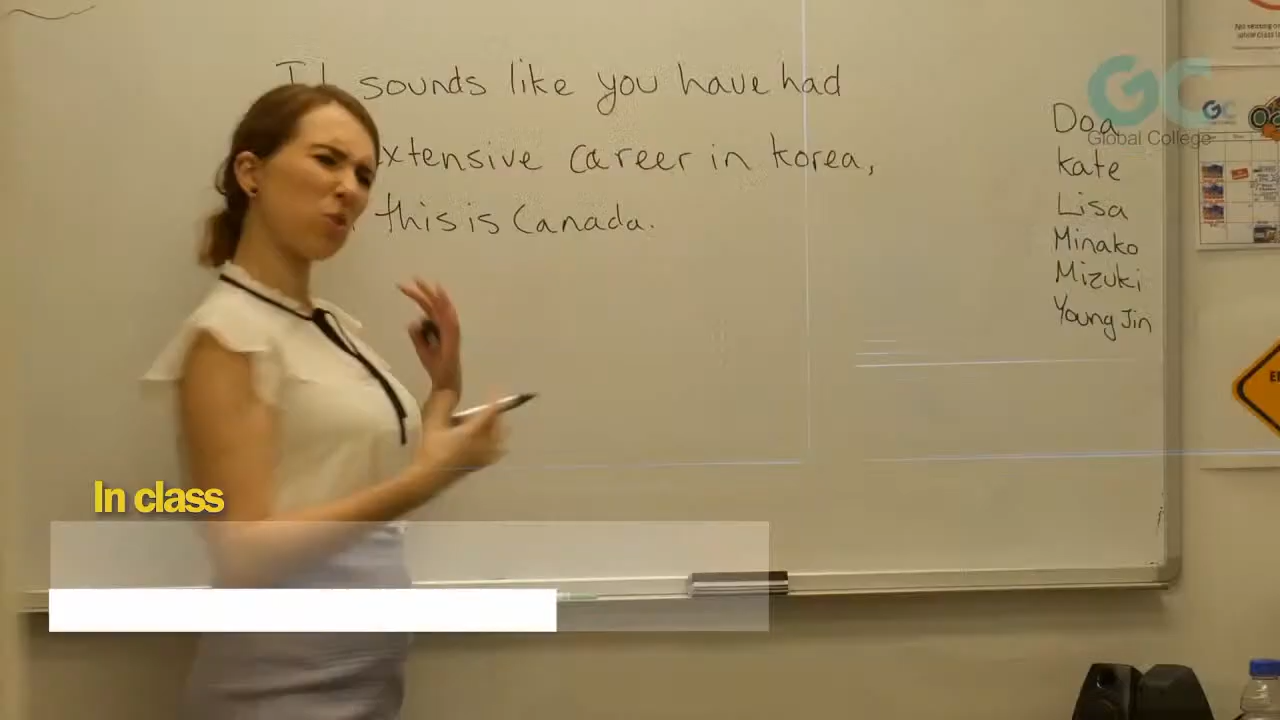 sounds like you have had
xtensive career in korea,
this is Canada.
Doa
Kate
Lisa
Minako
Mizuki
Young Jin
GC
Global College
In class